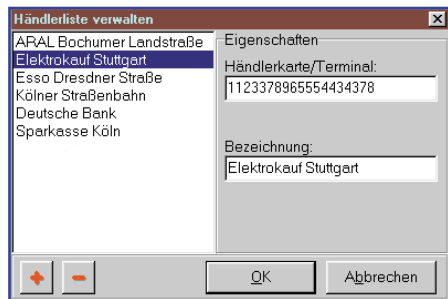 Händlerliste verwalten
ARAL Bochumer Landstraße
Elektrokauf Stuttgart
Esso Dresdner Straße
Kölner Straßenbahn
Deutsche Bank
Sparkasse Köln
Eigenschaften
Händlerkarte/Terminal:
1123378965554434378
Bezeichnung:
Elektrokauf Stuttgart
OK
Abbrechen